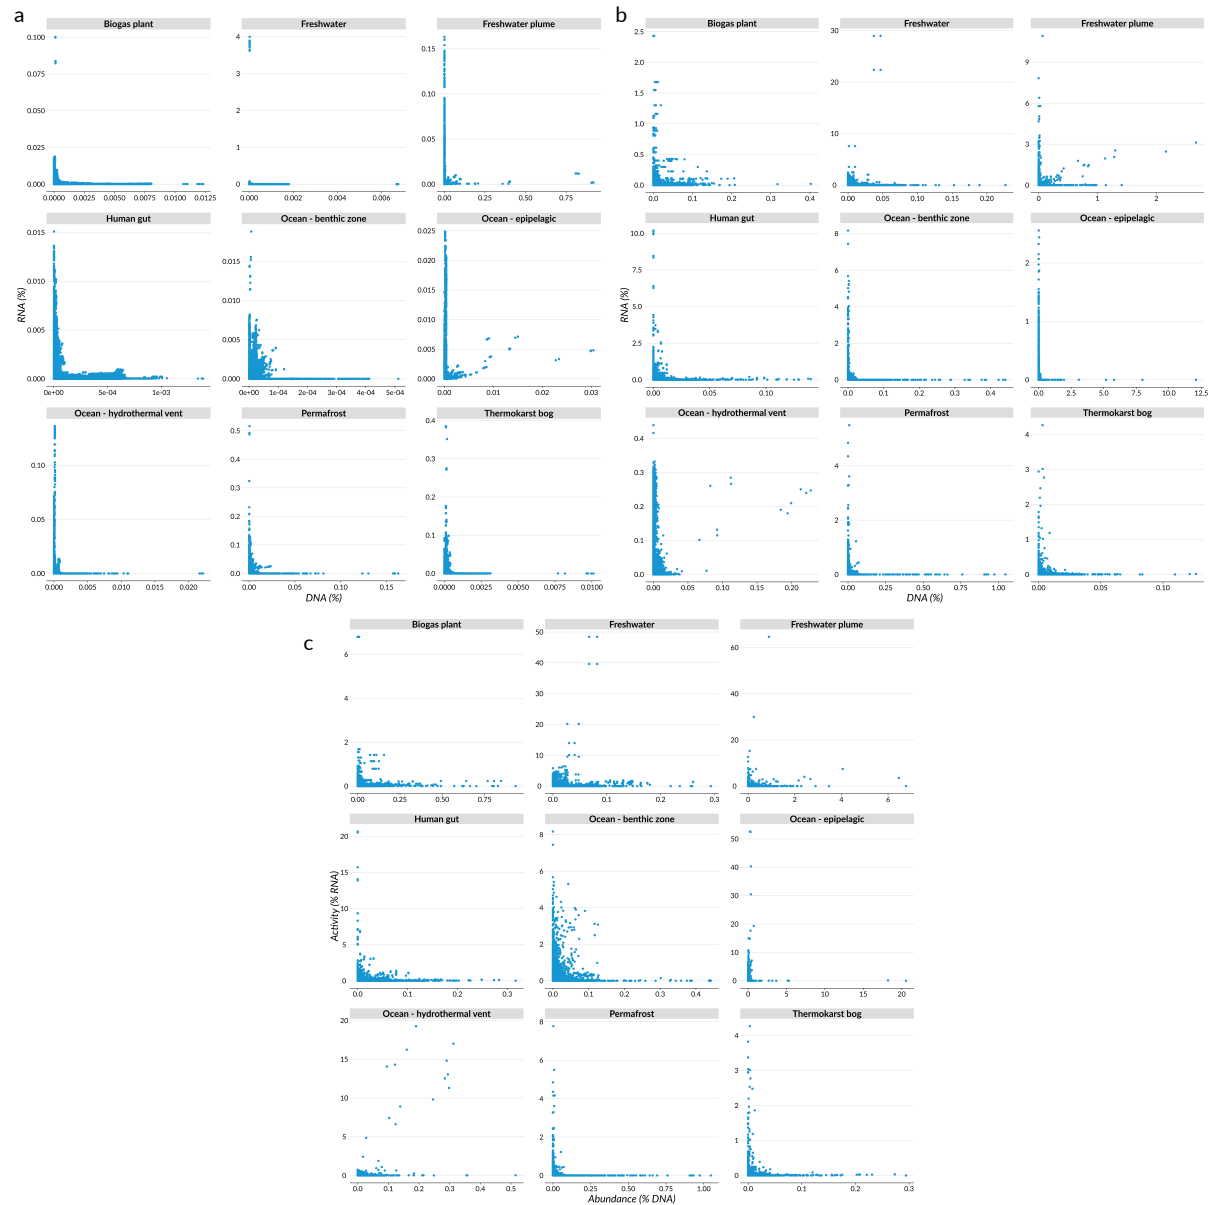 a
Biogas plant
Freshwater
Freshwater plume
0.100
0.075
0.050
0.025
0.000
0.0000 0.0025 0.0050 0.0075 0.0100 0.0125
4
3
2
1
0
0.000 0.002 0.004 0.006
0.15
0.10
0.05
0.00
0.00 0.25 0.50 0.75
Human gut
Ocean - benthic zone
Ocean - epipelagic
RNA (%)
0.015
0.010
0.005
0.000
0e+00 5e-04 1e-03
0.015
0.010
0.005
0.000
0e+00 1e-04 2e-04 3e-04 4e-04 5e-04
0.025
0.020
0.015
0.010
0.005
0.000
0.00 0.01 0.02 0.03
Ocean - hydrothermal vent
Permafrost
Thermokarst bog
0.10
0.05
0.00
0.000 0.005 0.010 0.015 0.020
0.5
0.4
0.3
0.2
0.1
0.0
0.00 0.05 0.10 0.15
0.4
0.3
0.2
0.1
0.0
0.0000 0.0025 0.0050 0.0075 0.0100
DNA (%)
b
Biogas plant
Freshwater
Freshwater plume
2.5
2.0
1.5
1.0
0.5
0.0
0.0 0.1 0.2 0.3 0.4
30
20
10
0
0.00 0.05 0.10 0.15 0.20
9
6
3
0
0 1 2
Human gut
Ocean - benthic zone
Ocean - epipelagic
RNA (%)
10.0
7.5
5.0
2.5
0.0
0.00 0.05 0.10 0.15
8
6
4
2
0
0.0 0.1 0.2 0.3 0.4
2
1
0
0.0 2.5 5.0 7.5 10.0 12.5
Ocean - hydrothermal vent
Permafrost
Thermokarst bog
0.4
0.3
0.2
0.1
0.0
0.00 0.05 0.10 0.15 0.20
4
2
0
0.00 0.25 0.50 0.75 1.00
4
3
2
1
0
0.00 0.05 0.10
DNA (%)
c
Biogas plant
Freshwater
Freshwater plume
6
4
2
0
0.00 0.25 0.50 0.75
50
40
30
20
10
0
0.0 0.1 0.2 0.3
60
40
20
0
0 2 4 6
Human gut
Ocean - benthic zone
Ocean - epipelagic
Activity (% RNA)
20
15
10
5
0
0.0 0.1 0.2 0.3
8
6
4
2
0
0.0 0.1 0.2 0.3 0.4
50
40
30
20
10
0
0 5 10 15 20
Ocean - hydrothermal vent
Permafrost
Thermokarst bog
20
15
10
5
0
0.0 0.1 0.2 0.3 0.4 0.5
8
6
4
2
0
0.00 0.25 0.50 0.75 1.00
4
3
2
1
0
0.0 0.1 0.2 0.3
Abundance (% DNA)